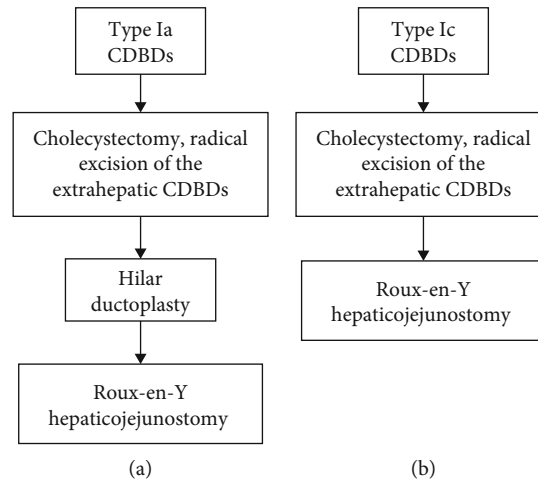 Type Ia
CDBDs
Cholecystectomy, radical
excision of the
extrahepatic CDBDs
Hilar
ductoplasty
Roux-en-Y
hepaticojejunostomy
(a)
Type Ic
CDBDs
Cholecystectomy, radical
excision of the
extrahepatic CDBDs
Roux-en-Y
hepaticojejunostomy
(b)